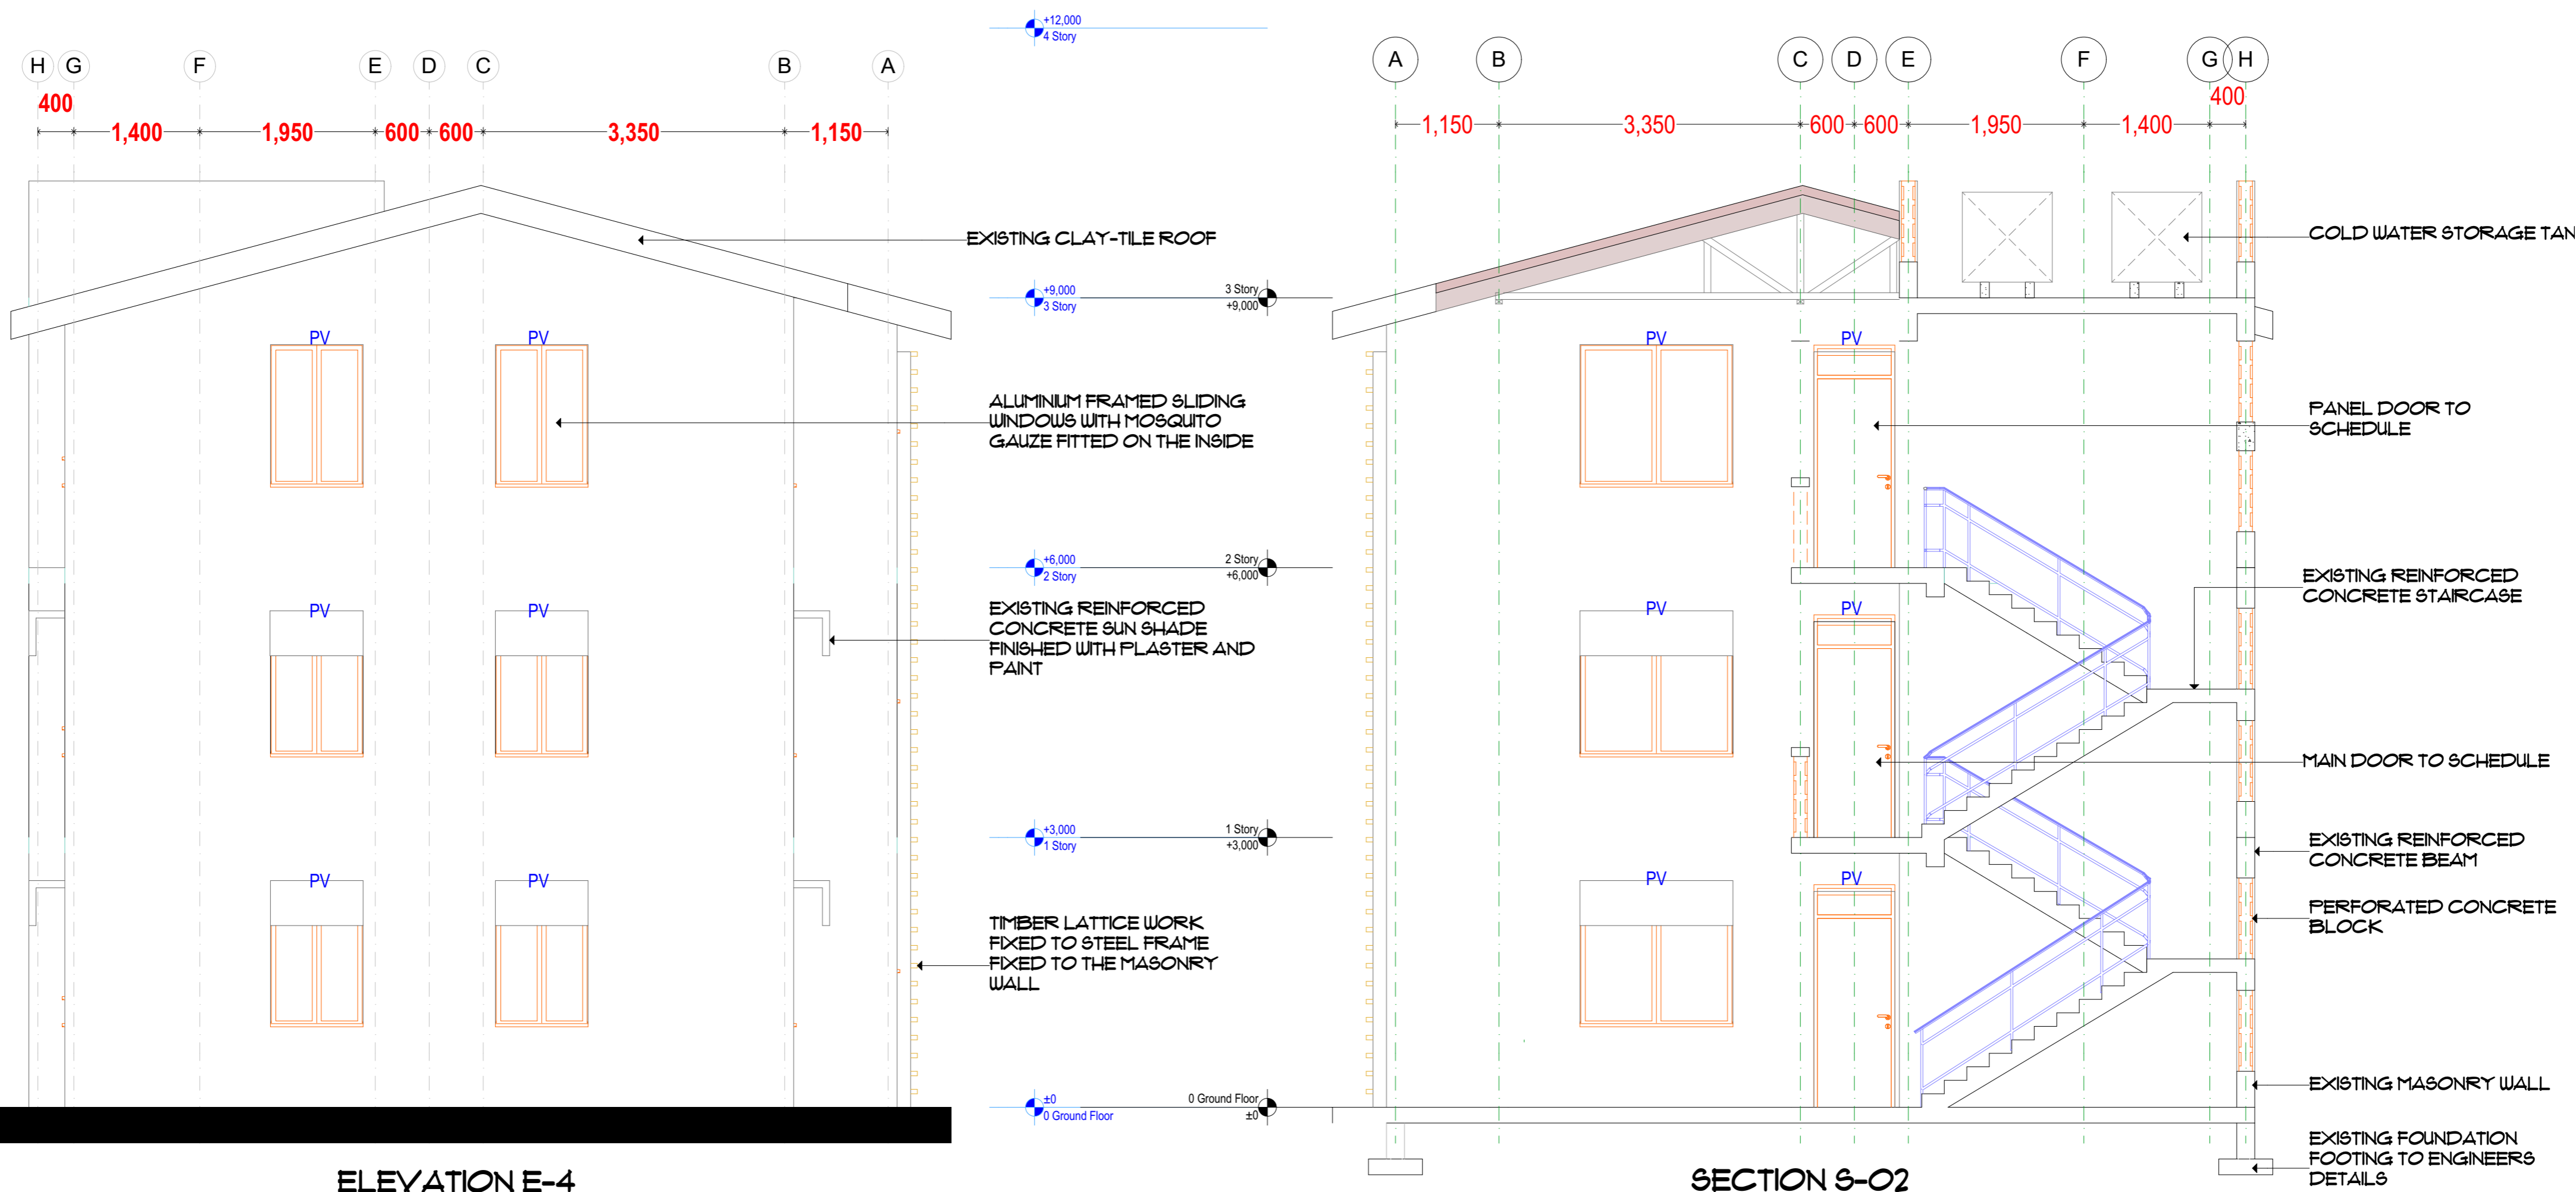 +12,000
4 Story
H G F E D C B A
400
1,400 1,950 600 600 3,350 1,150
EXISTING CLAY-TILE ROOF
+9,000
3 Story
PV PV
ALUMINIUM FRAMED SLIDING
WINDOWS WITH MOSQUITO
GAUZE FITTED ON THE INSIDE
+6,000
2 Story
PV PV
EXISTING REINFORCED
CONCRETE SUN SHADE
FINISHED WITH PLASTER AND
PAINT
+3,000
1 Story
PV PV
TIMBER LATTICE WORK
FIXED TO STEEL FRAME
FIXED TO THE MASONRY
WALL
±0
0 Ground Floor
ELEVATION E-4
A B C D E F G H
400
1,150 3,350 600 600 1,950 1,400
COLD WATER STORAGE TAN
3 Story
+9,000
PV PV
PANEL DOOR TO
SCHEDULE
2 Story
+6,000
EXISTING REINFORCED
CONCRETE STAIRCASE
PV PV
MAIN DOOR TO SCHEDULE
1 Story
+3,000
EXISTING REINFORCED
CONCRETE BEAM
PV PV
PERFORATED CONCRETE
BLOCK
EXISTING MASONRY WALL
0 Ground Floor
±0
EXISTING FOUNDATION
FOOTING TO ENGINEERS
DETAILS
SECTION S-02